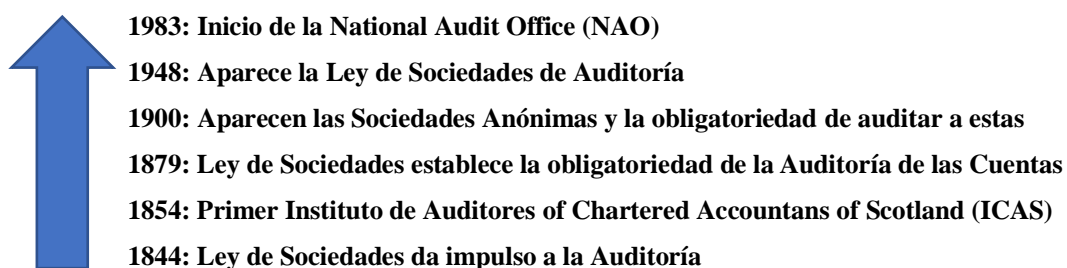 1983: Inicio de la National Audit Office (NAO)
1948: Aparece la Ley de Sociedades de Auditoría
1900: Aparecen las Sociedades Anónimas y la obligatoriedad de auditar a estas
1879: Ley de Sociedades establece la obligatoriedad de la Auditoría de las Cuentas
1854: Primer Instituto de Auditores of Chartered Accountans of Scotland (ICAS)
1844: Ley de Sociedades da impulso a la Auditoría